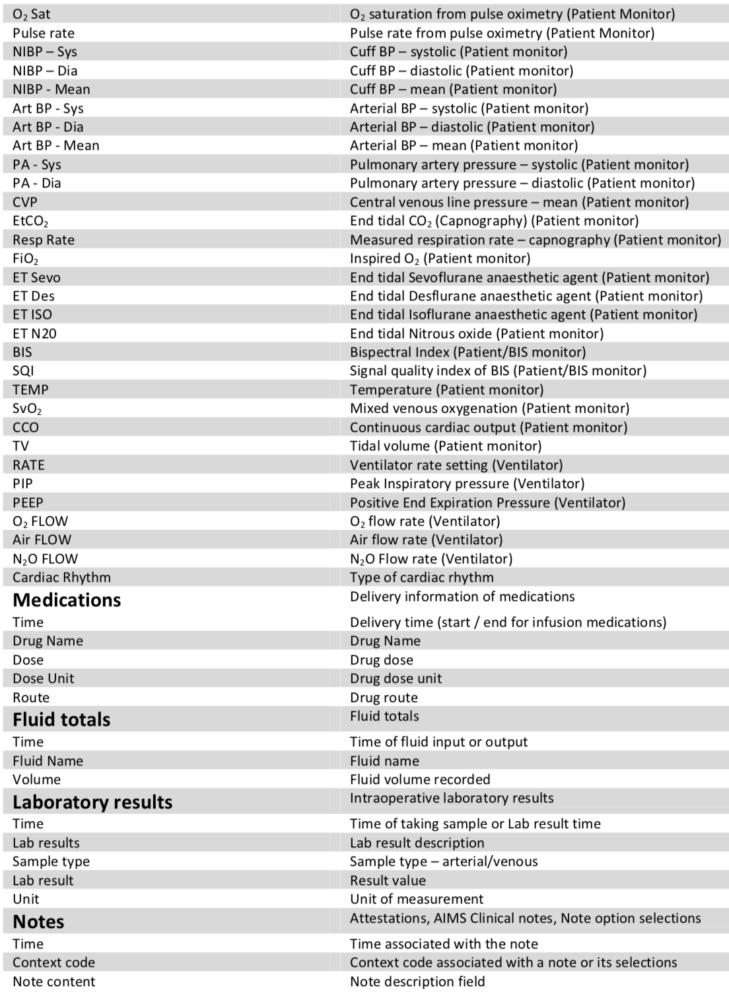 O₂ Sat O₂ saturation from pulse oximetry (Patient Monitor)
Pulse rate Pulse rate from pulse oximetry (Patient Monitor)
NIBP – Sys Cuff BP – systolic (Patient monitor)
NIBP – Dia Cuff BP – diastolic (Patient monitor)
NIBP - Mean Cuff BP – mean (Patient monitor)
Art BP - Sys Arterial BP – systolic (Patient monitor)
Art BP - Dia Arterial BP – diastolic (Patient monitor)
Art BP - Mean Arterial BP – mean (Patient monitor)
PA - Sys Pulmonary artery pressure – systolic (Patient monitor)
PA - Dia Pulmonary artery pressure – diastolic (Patient monitor)
CVP Central venous line pressure – mean (Patient monitor)
EtCO₂ End tidal CO₂ (Capnography) (Patient monitor)
Resp Rate Measured respiration rate – capnography (Patient monitor)
FiO₂ Inspired O₂ (Patient monitor)
ET Sevo End tidal Sevoflurane anaesthetic agent (Patient monitor)
ET Des End tidal Desflurane anaesthetic agent (Patient monitor)
ET ISO End tidal Isoflurane anaesthetic agent (Patient monitor)
ET N20 End tidal Nitrous oxide (Patient monitor)
BIS Bispectral Index (Patient/BIS monitor)
SQI Signal quality index of BIS (Patient/BIS monitor)
TEMP Temperature (Patient monitor)
SvO₂ Mixed venous oxygenation (Patient monitor)
CCO Continuous cardiac output (Patient monitor)
TV Tidal volume (Patient monitor)
RATE Ventilator rate setting (Ventilator)
PIP Peak Inspiratory pressure (Ventilator)
PEEP Positive End Expiration Pressure (Ventilator)
O₂ FLOW O₂ flow rate (Ventilator)
Air FLOW Air flow rate (Ventilator)
N₂O FLOW N₂O Flow rate (Ventilator)
Cardiac Rhythm Type of cardiac rhythm
Medications Delivery information of medications
Time Delivery time (start / end for infusion medications)
Drug Name Drug Name
Dose Drug dose
Dose Unit Drug dose unit
Route Drug route
Fluid totals Fluid totals
Time Time of fluid input or output
Fluid Name Fluid name
Volume Fluid volume recorded
Laboratory results Intraoperative laboratory results
Time Time of taking sample or Lab result time
Lab results Lab result description
Sample type Sample type – arterial/venous
Lab result Result value
Unit Unit of measurement
Notes Attestations, AIMS Clinical notes, Note option selections
Time Time associated with the note
Context code Context code associated with a note or its selections
Note content Note description field